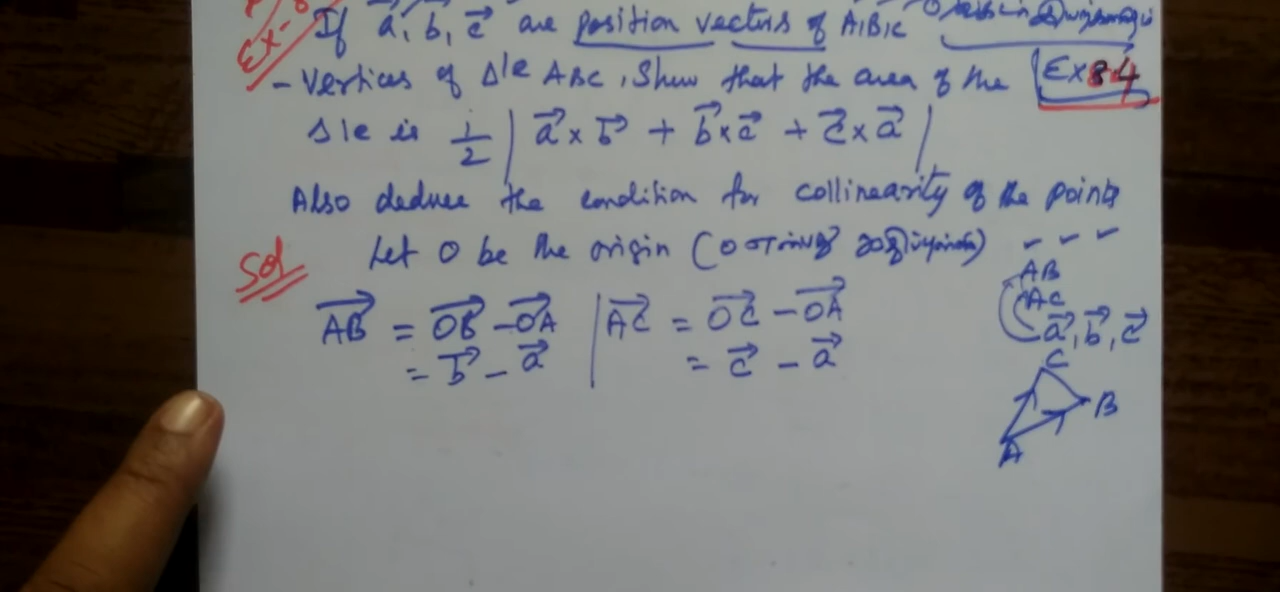 Ex-8
If a⃗, b⃗, c⃗ are position vectors of A,B,C
- vertices of Δle ABC, Show that the area of the Ex 8.4
Δle is 1/2 | a⃗ × b⃗ + b⃗ × c⃗ + c⃗ × a⃗ |
Also deduce the condition for collinearity of the points
Sol Let O be the origin (O
AB⃗ = OB⃗ - OA⃗ | AC⃗ = OC⃗ - OA⃗
= b⃗ - a⃗ = c⃗ - a⃗
AB
AC
a⃗, b⃗, c⃗
C
B
A